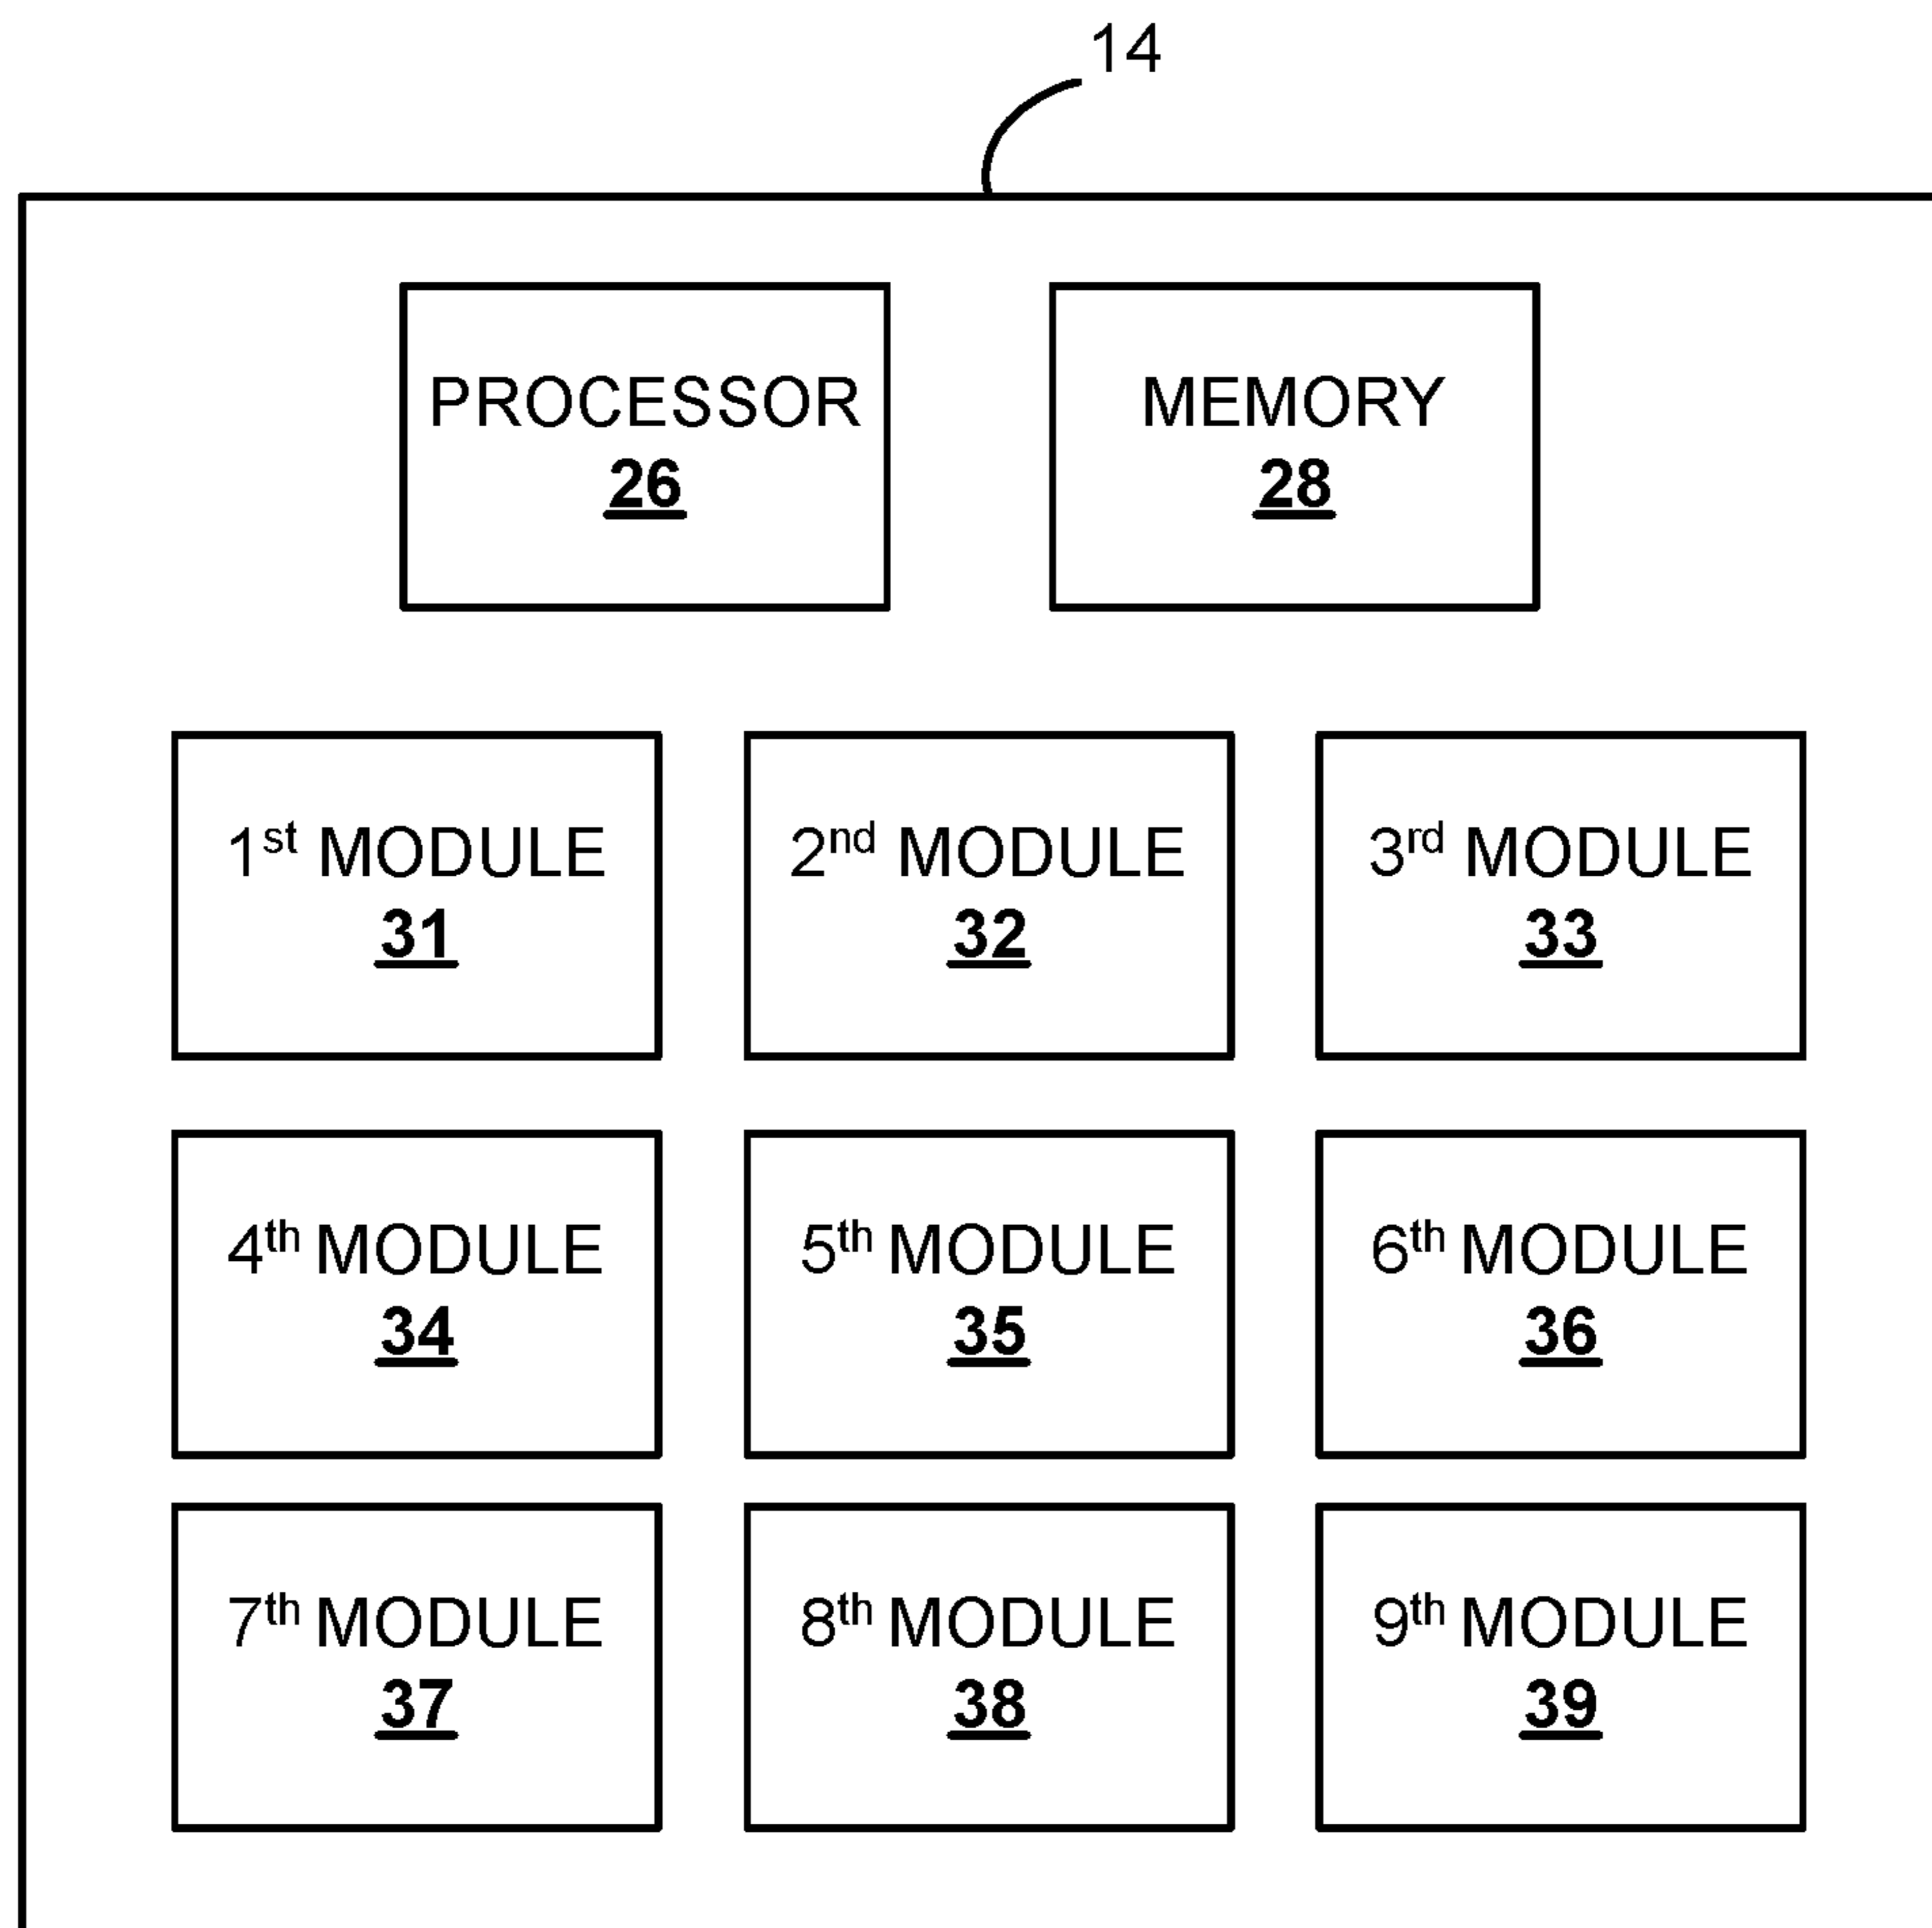 14
PROCESSOR MEMORY
26 28
1st MODULE 2nd MODULE 3rd MODULE
31 32 33
4th MODULE 5th MODULE 6th MODULE
34 35 36
7th MODULE 8th MODULE 9th MODULE
37 38 39